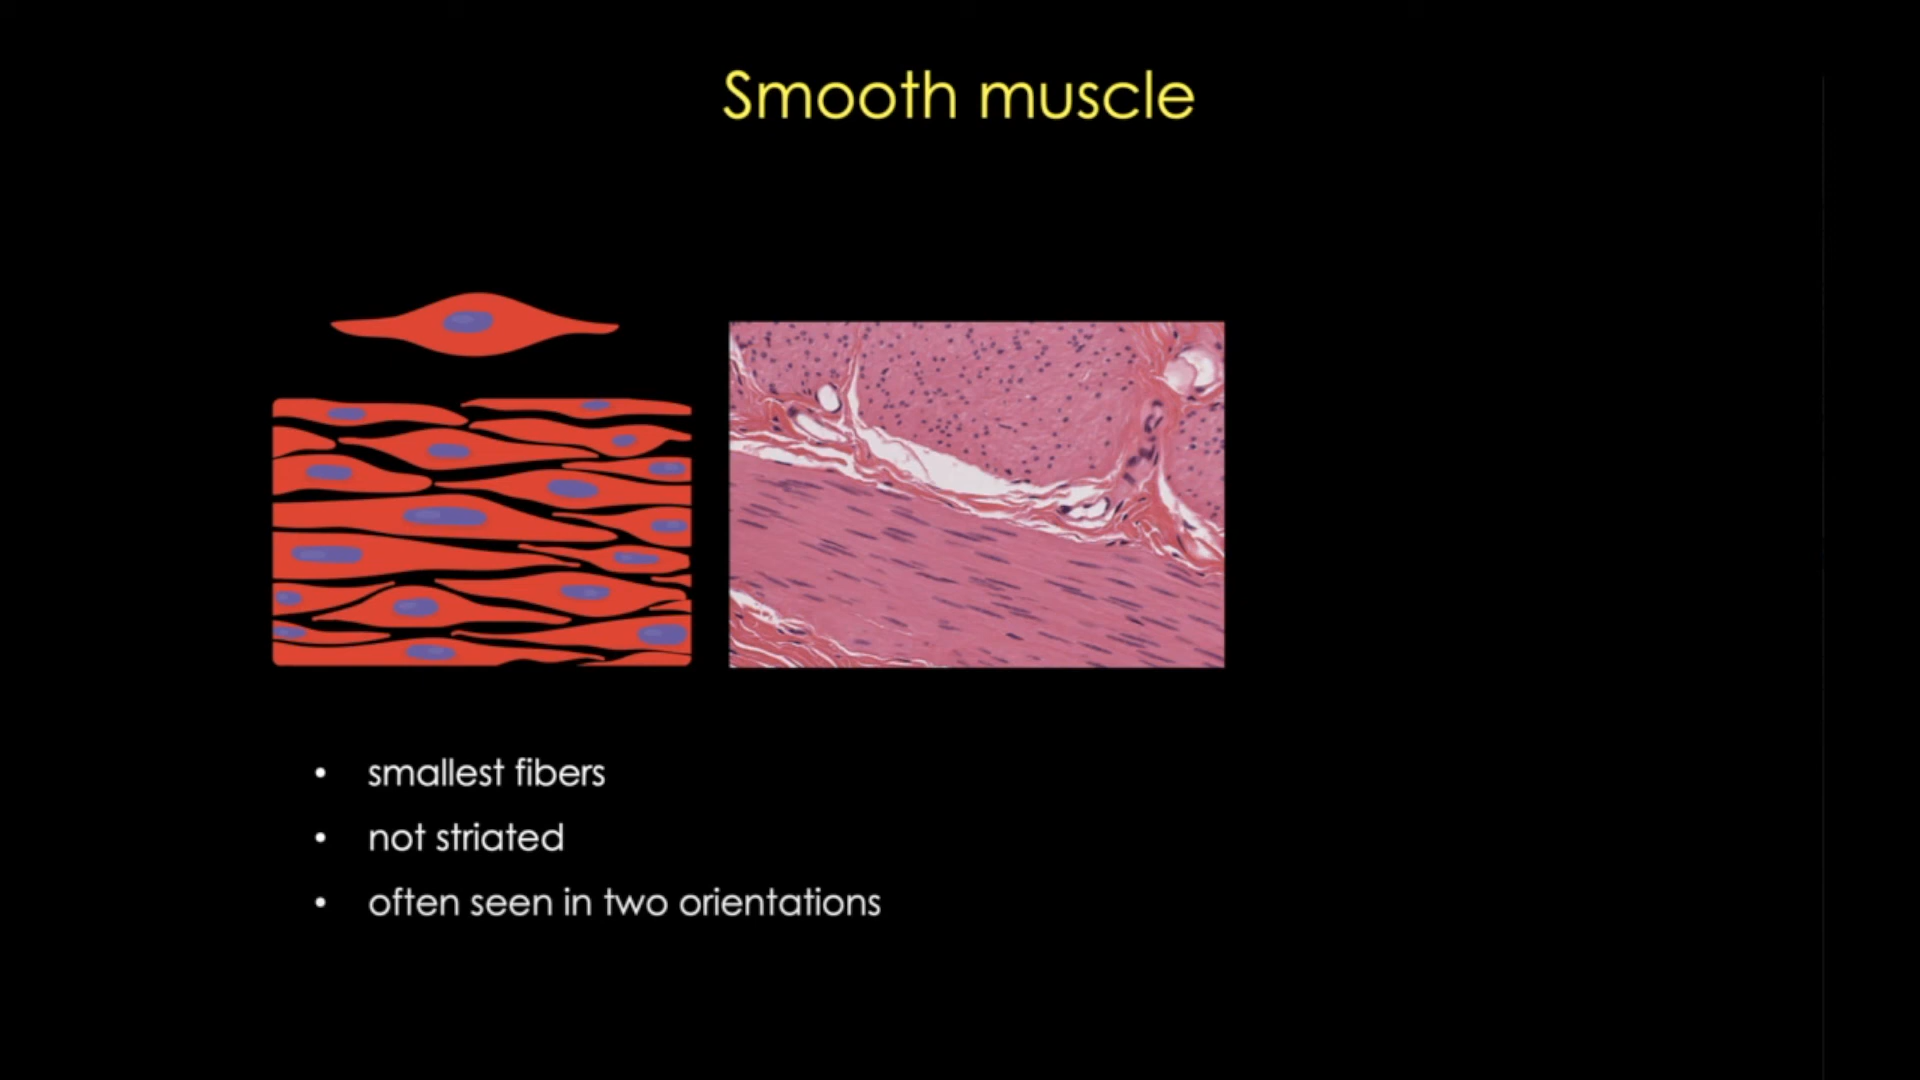 Smooth muscle
• smallest fibers
• not striated
• often seen in two orientations